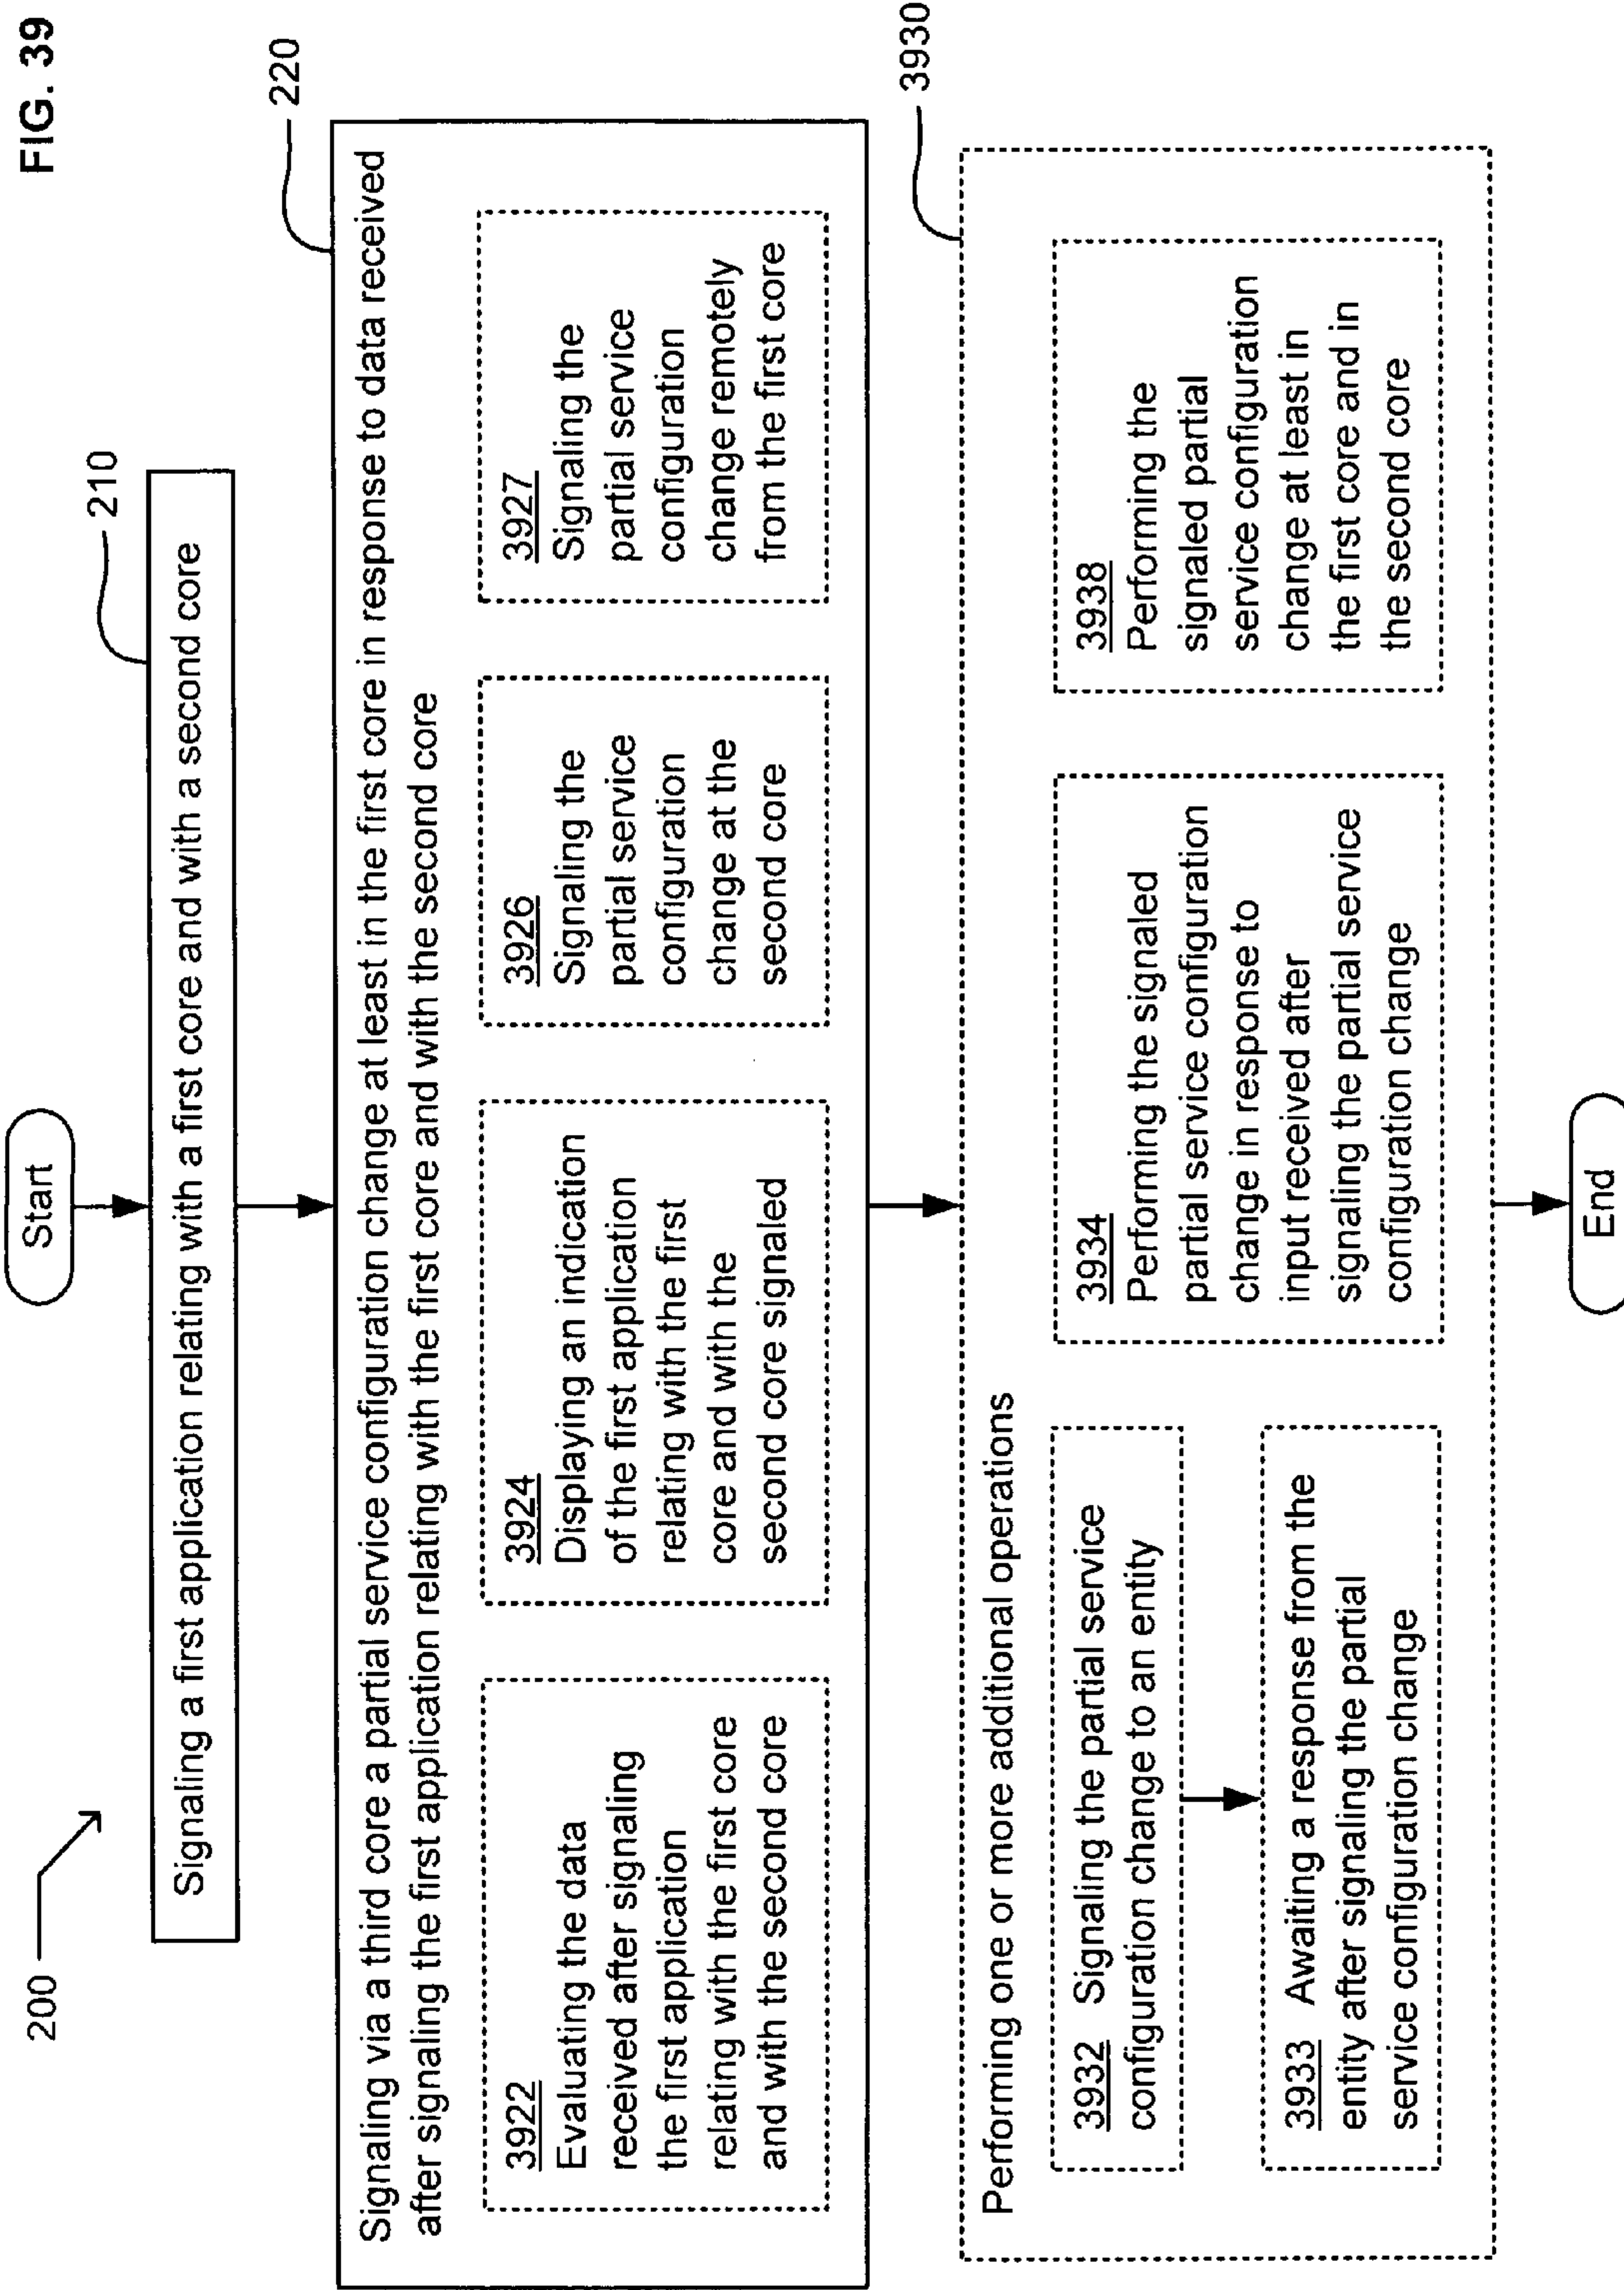 FIG. 39
200
Start
210
Signaling a first application relating with a first core and with a second core
220
Signaling via a third core a partial service configuration change at least in the first core in response to data received
after signaling the first application relating with the first core and with the second core
3922
Evaluating the data
received after signaling
the first application
relating with the first core
and with the second core
3924
Displaying an indication
of the first application
relating with the first
core and with the
second core signaled
3926
Signaling the
partial service
configuration
change at the
second core
3927
Signaling the
partial service
configuration
change remotely
from the first core
3930
Performing one or more additional operations
3932 Signaling the partial service
configuration change to an entity
3933 Awaiting a response from the
entity after signaling the partial
service configuration change
3934
Performing the signaled
partial service configuration
change in response to
input received after
signaling the partial service
configuration change
3938
Performing the
signaled partial
service configuration
change at least in
the first core and in
the second core
End